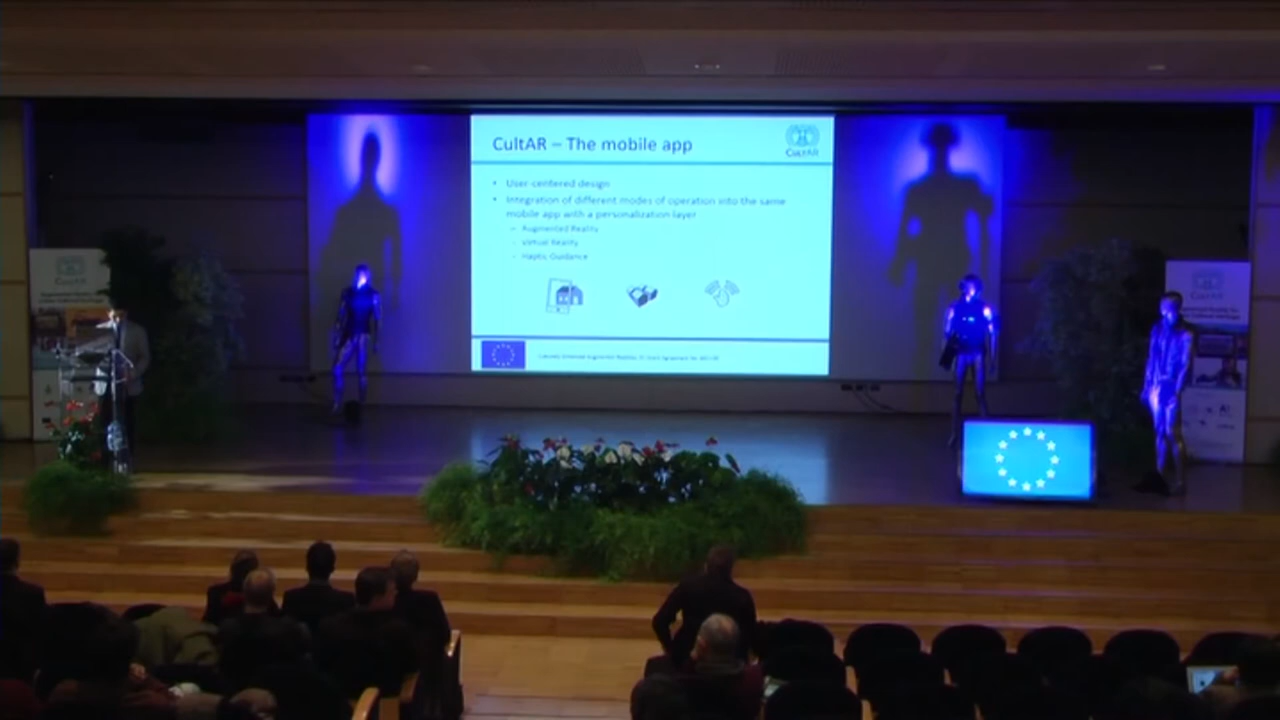 CultAR – The mobile app
CultAR
• User-centered design
• Integration of different modes of operation into the same
mobile app with a personalization layer
– Augmented Reality
– Virtual Reality
– Haptic Guidance
CultAR
CultAR